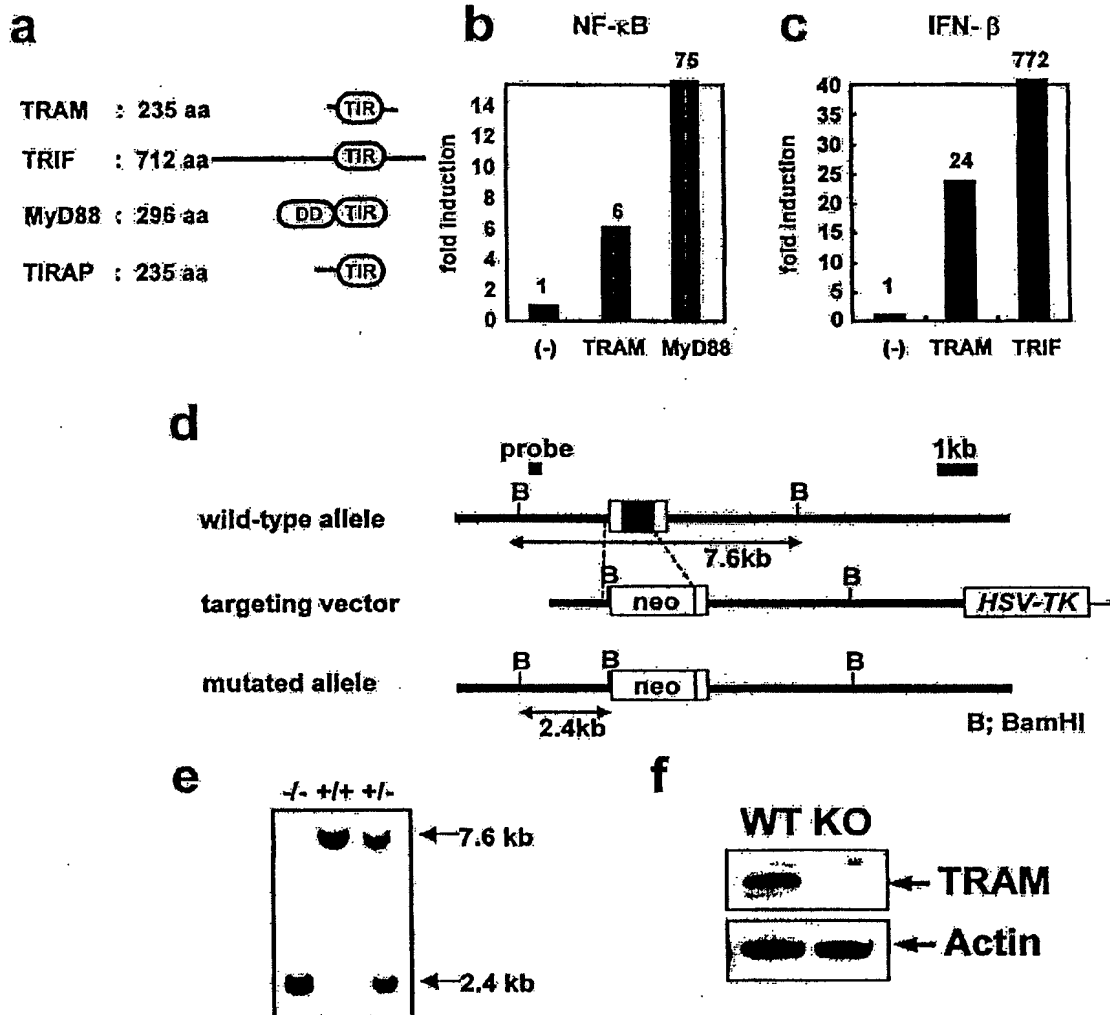 a
TRAM : 235 aa TIR
TRIF : 712 aa TIR
MyD88 : 296 aa DD TIR
TIRAP : 235 aa TIR
b NF-κB
fold induction
14
12
10
8
6
4
2
0
1
6
75
(-) TRAM MyD88
c IFN-β
fold induction
40
35
30
25
20
15
10
5
0
1
24
772
(-) TRAM TRIF
d
probe
1kb
B B
wild-type allele
7.6kb
B B
targeting vector neo HSV-TK
B B B
mutated allele neo
2.4kb
B; BamHI
e
-/- +/+ +/-
7.6 kb
2.4 kb
f
WT KO
TRAM
Actin